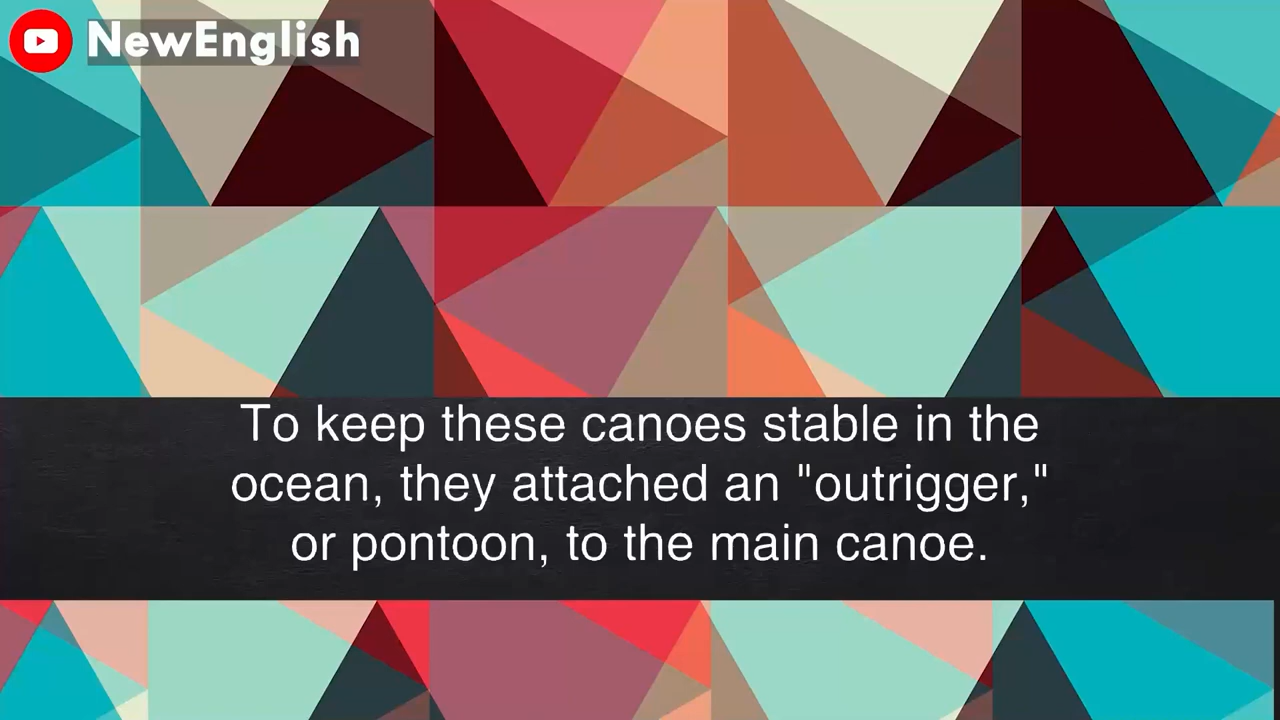 NewEnglish
To keep these canoes stable in the
ocean, they attached an "outrigger,"
or pontoon, to the main canoe.